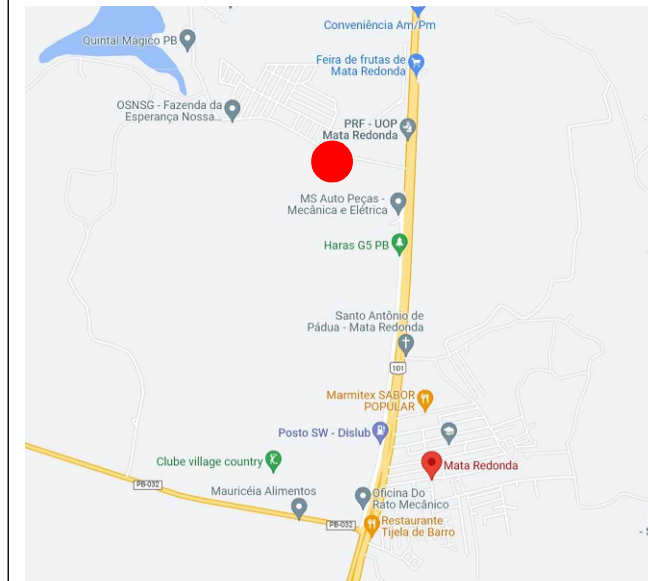 Conveniência Am/Pm
Quintal Mágico PB
Feira de frutas de
Mata Redonda
OSNSG - Fazenda da
Esperança Nossa...
PRF - UOP
Mata Redonda
MS Auto Peças -
Mecânica e Elétrica
Haras G5 PB
Santo Antônio de
Pádua - Mata Redonda
101
Marmitex SABOR
POPULAR
Posto SW - Dislub
Clube village country
Mata Redonda
PB-032
Mauricéia Alimentos
Oficina Do
Rato Mecânico
PB-032
Restaurante
Tijela de Barro
- S